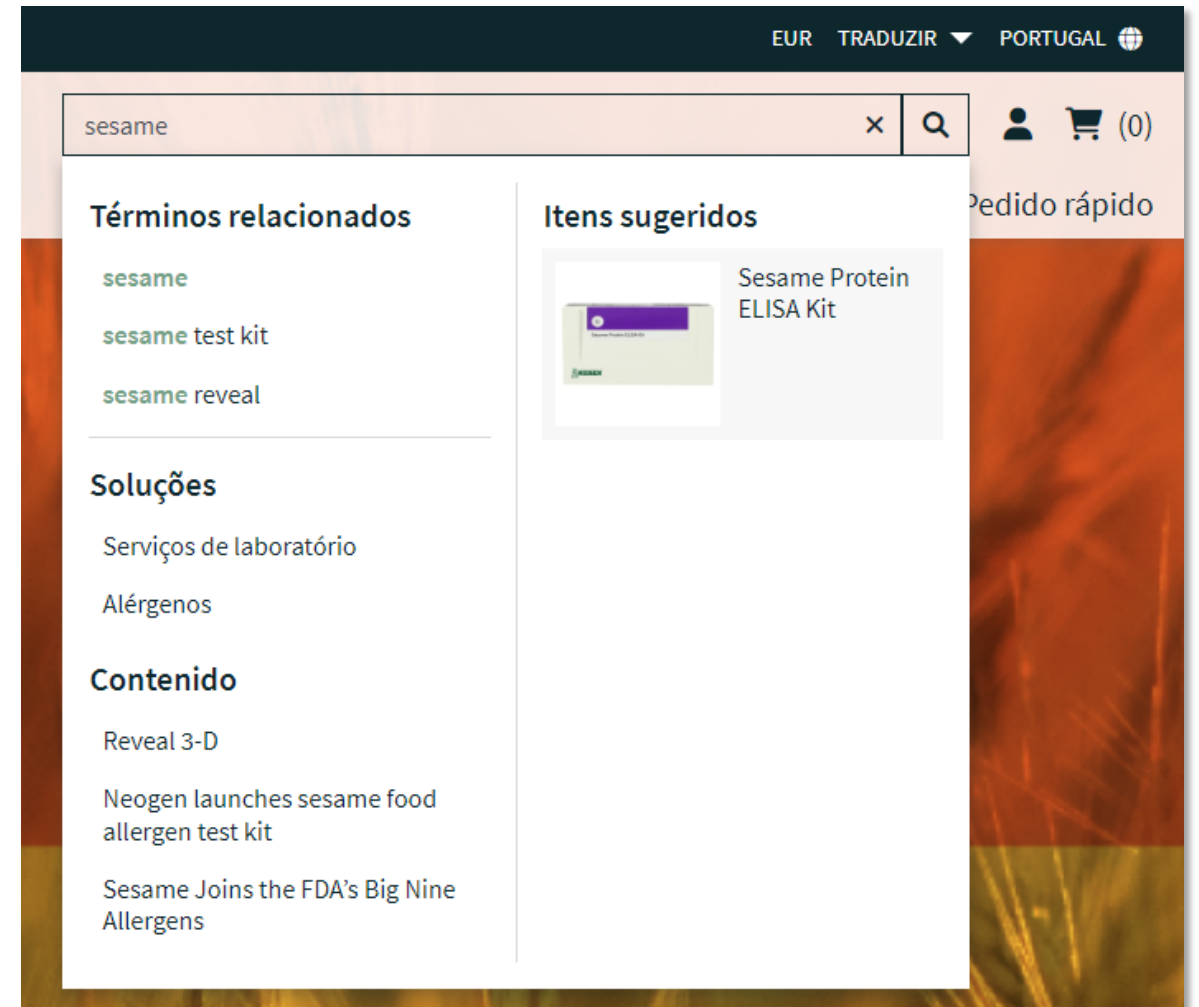 EUR TRADUZIR PORTUGAL
sesame
(0)
Pedido rápido
Términos relacionados
sesame
sesame test kit
sesame reveal
Soluções
Serviços de laboratório
Alérgenos
Contenido
Reveal 3-D
Neogen launches sesame food
allergen test kit
Sesame Joins the FDA’s Big Nine
Allergens
Itens sugeridos
Sesame Protein
ELISA Kit